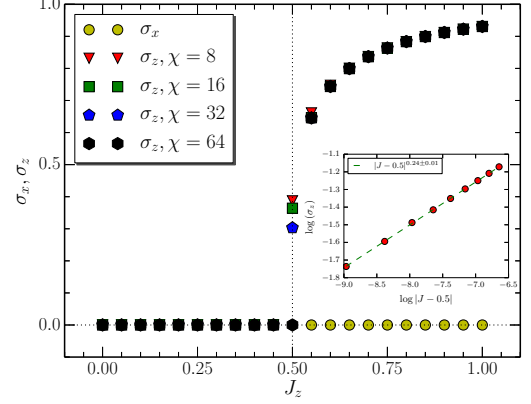 1.0
0.5
0.0
σx, σz
σx
σz, χ = 8
σz, χ = 16
σz, χ = 32
σz, χ = 64
−1.1
−1.2
−1.3
−1.4
−1.5
−1.6
−1.7
−1.8
log⟨σz⟩
|J − 0.5|^0.24±0.01
−9.0 −8.5 −8.0 −7.5 −7.0 −6.5
log |J − 0.5|
0.00 0.25 0.50 0.75 1.00
Jz